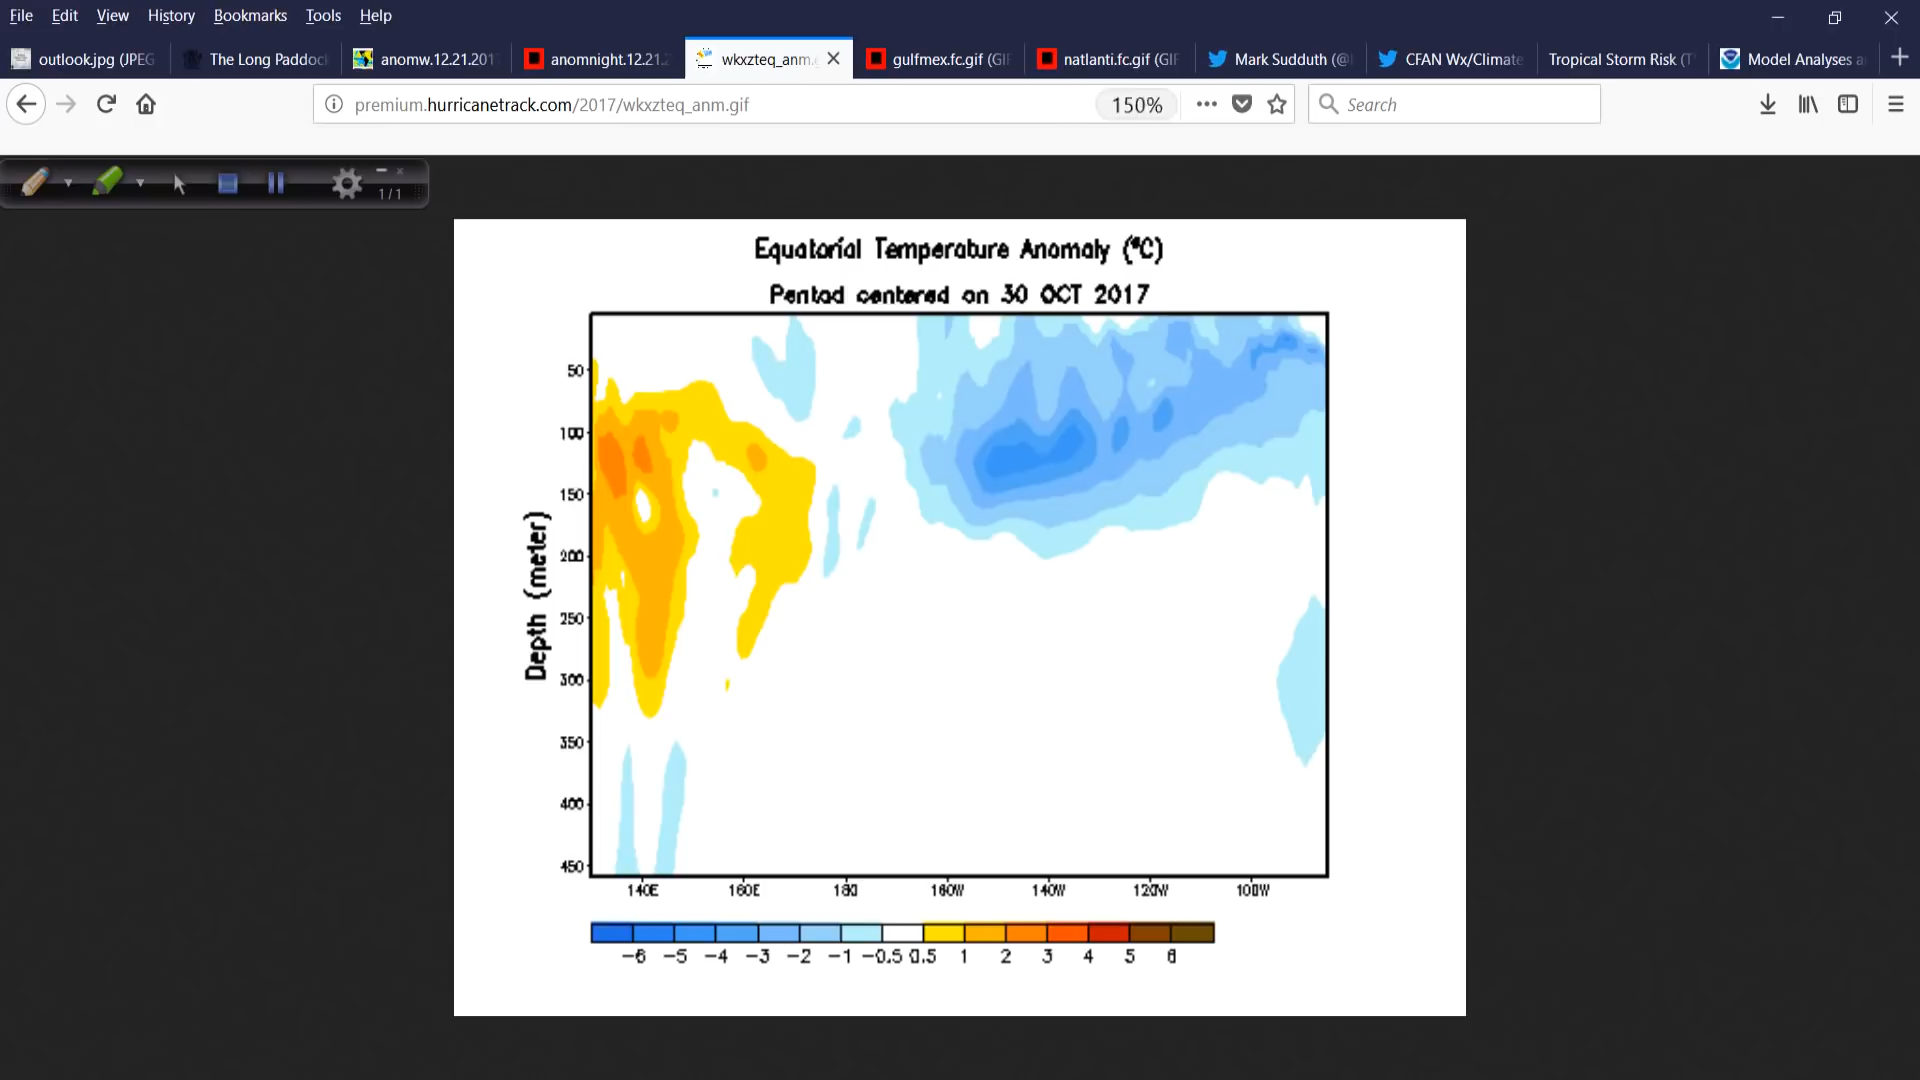 File Edit View History Bookmarks Tools Help
outlook.jpg (JPEG The Long Paddoc anomw.12.21.201 anomnight.12.21.2 wkxzteq_anm. gulfmex.fc.gif (GI natlanti.fc.gif (GIF Mark Sudduth (@ CFAN Wx/Climate Tropical Storm Risk (T Model Analyses a
premium.hurricanetrack.com/2017/wkxzteq_anm.gif 150% Search
1/1
Equatorial Temperature Anomaly (°C)
Pentad centered on 30 OCT 2017
Depth (meter)
50
100
150
200
250
300
350
400
450
140E 160E 180 160W 140W 120W 100W
-6 -5 -4 -3 -2 -1 -0.5 0.5 1 2 3 4 5 6